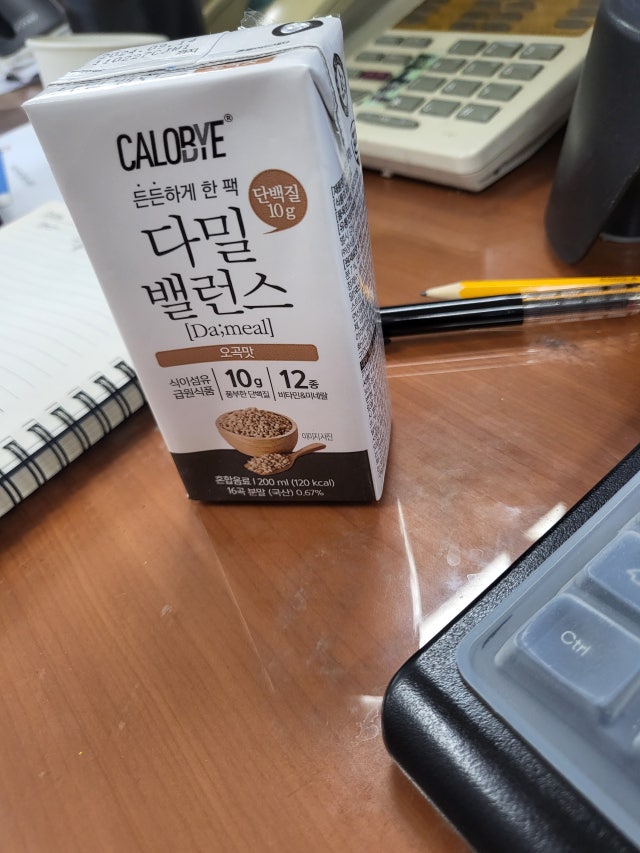 CALOBYE®
든든하게 한 팩
단백질
10g
다밀
밸런스
[Da;meal]
오곡맛
식이섬유
급원식품
10g
풍부한 단백질
12종
비타민&미네랄
이미지 사진
혼합음료 | 200 ml (120 kcal)
16곡 분말 (국산) 0.67%
Ctrl